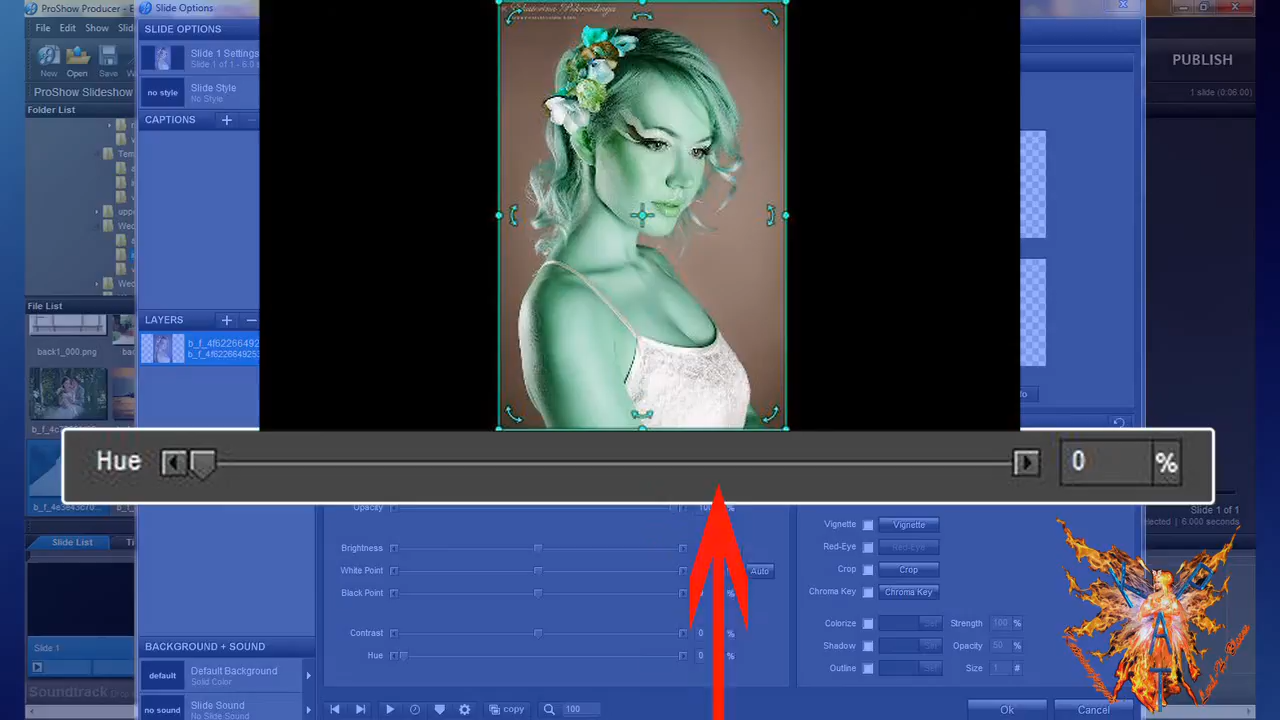 ProShow Producer -
Slide Options
File Edit Show Slid
SLIDE OPTIONS
Slide 1 Settings
Slide 1 of 1 - 6.0
New Open Save
no style
Slide Style
No Style
ProShow Slideshow
PUBLISH
1 slide (0:06.00)
Folder List
CAPTIONS
File List
LAYERS
back1_000.png
Hue 0 %
Opacity
Brightness
White Point
Auto
Black Point
Contrast 0 %
Hue 0 %
Vignette Vignette
Red-Eye Red-Eye
Crop Crop
Chroma Key Chroma Key
Colorize Set Strength 100 %
Shadow Set Opacity 50 %
Outline Set Size 1 #
Slide 1 of 1
6.000 seconds
Slide List
Slide 1
BACKGROUND + SOUND
default
Default Background
Solid Color
no sound
Slide Sound
No Slide Sound
Soundtrack
copy
100
Ok
Cancel